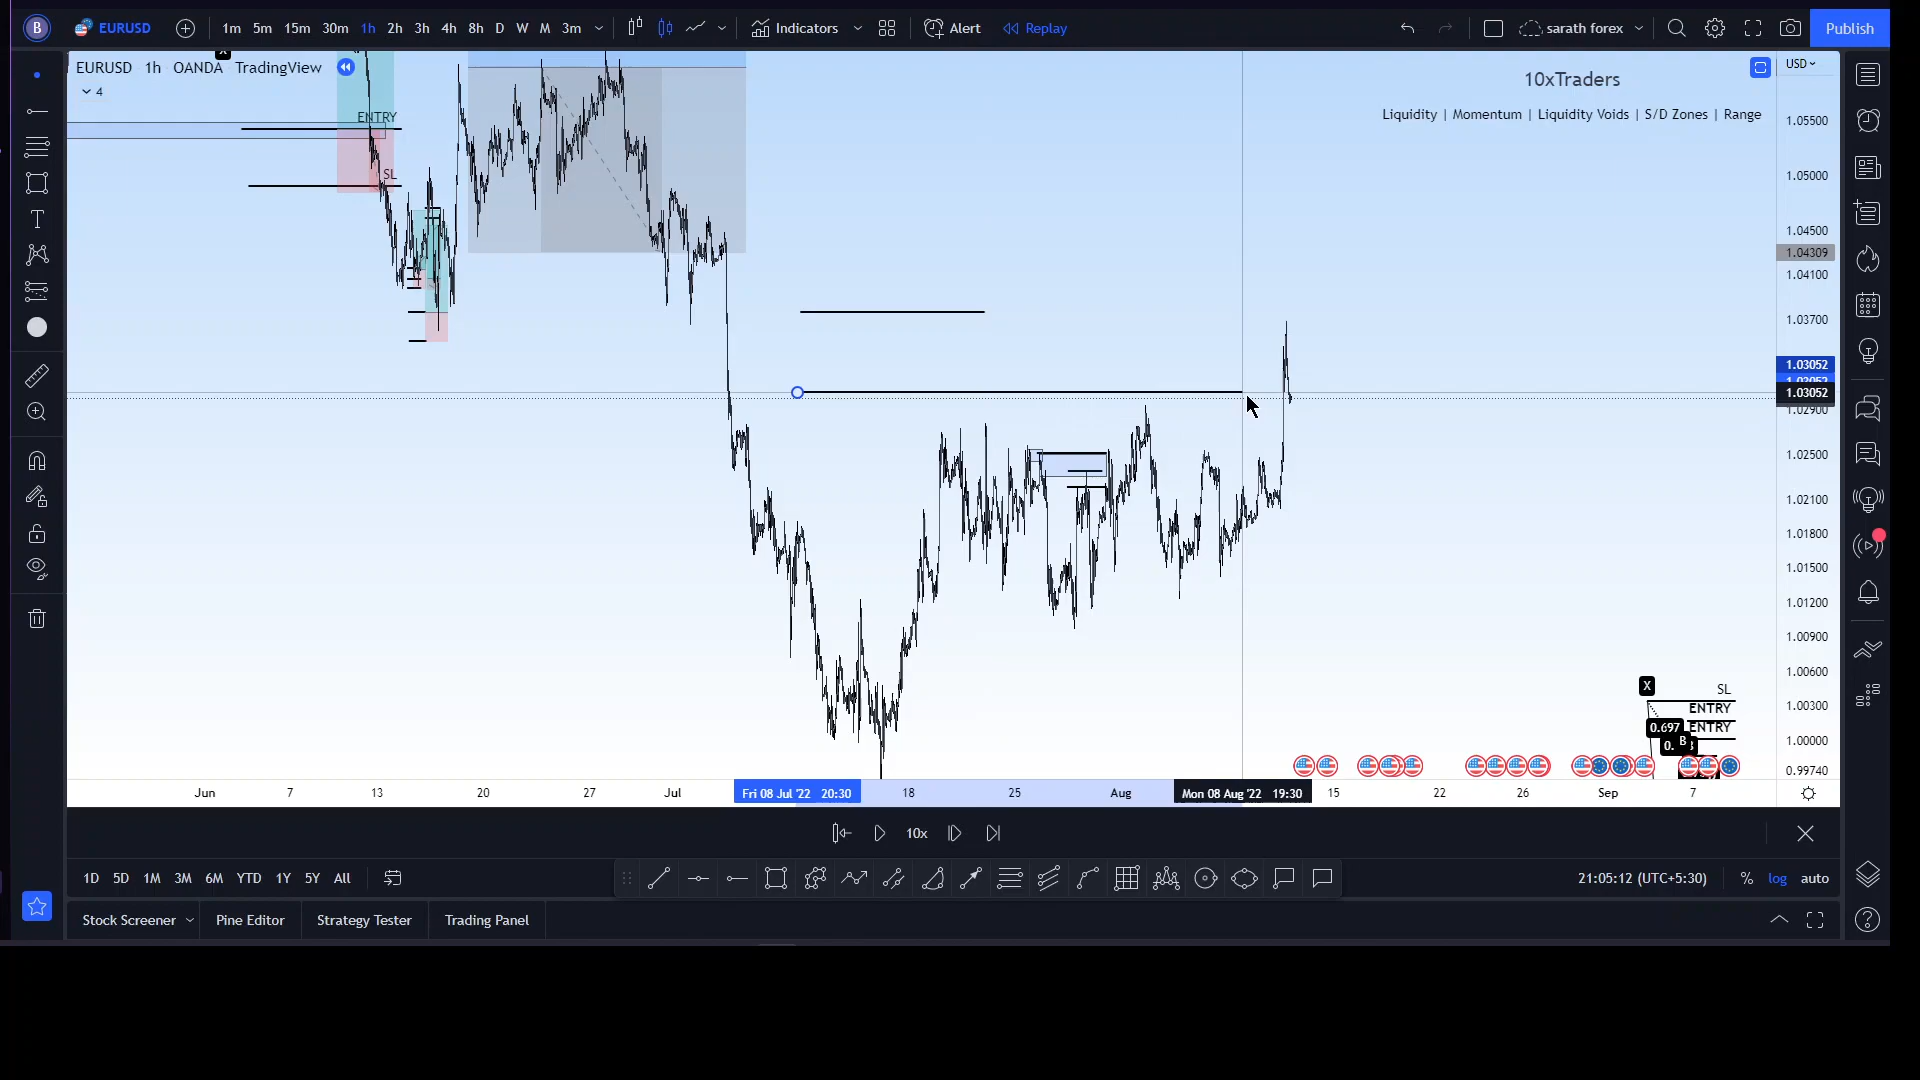 B EURUSD 1m 5m 15m 30m 1h 2h 3h 4h 8h D W M 3m Indicators Alert Replay sarath forex Publish
EURUSD 1h OANDA TradingView
4
10xTraders
Liquidity | Momentum | Liquidity Voids | S/D Zones | Range
USD
ENTRY
SL
1.05500
1.05000
1.04500
1.04309
1.04100
1.03700
1.03052
1.03052
1.02900
1.02500
1.02100
1.01800
1.01500
1.01200
1.00900
1.00600
1.00300
1.00000
0.99740
X SL
ENTRY
0.697 ENTRY
B
Jun 7 13 20 27 Jul Fri 08 Jul '22 20:30 18 25 Aug Mon 08 Aug '22 19:30 15 22 26 Sep 7
10x
1D 5D 1M 3M 6M YTD 1Y 5Y All
21:05:12 (UTC+5:30) % log auto
Stock Screener Pine Editor Strategy Tester Trading Panel